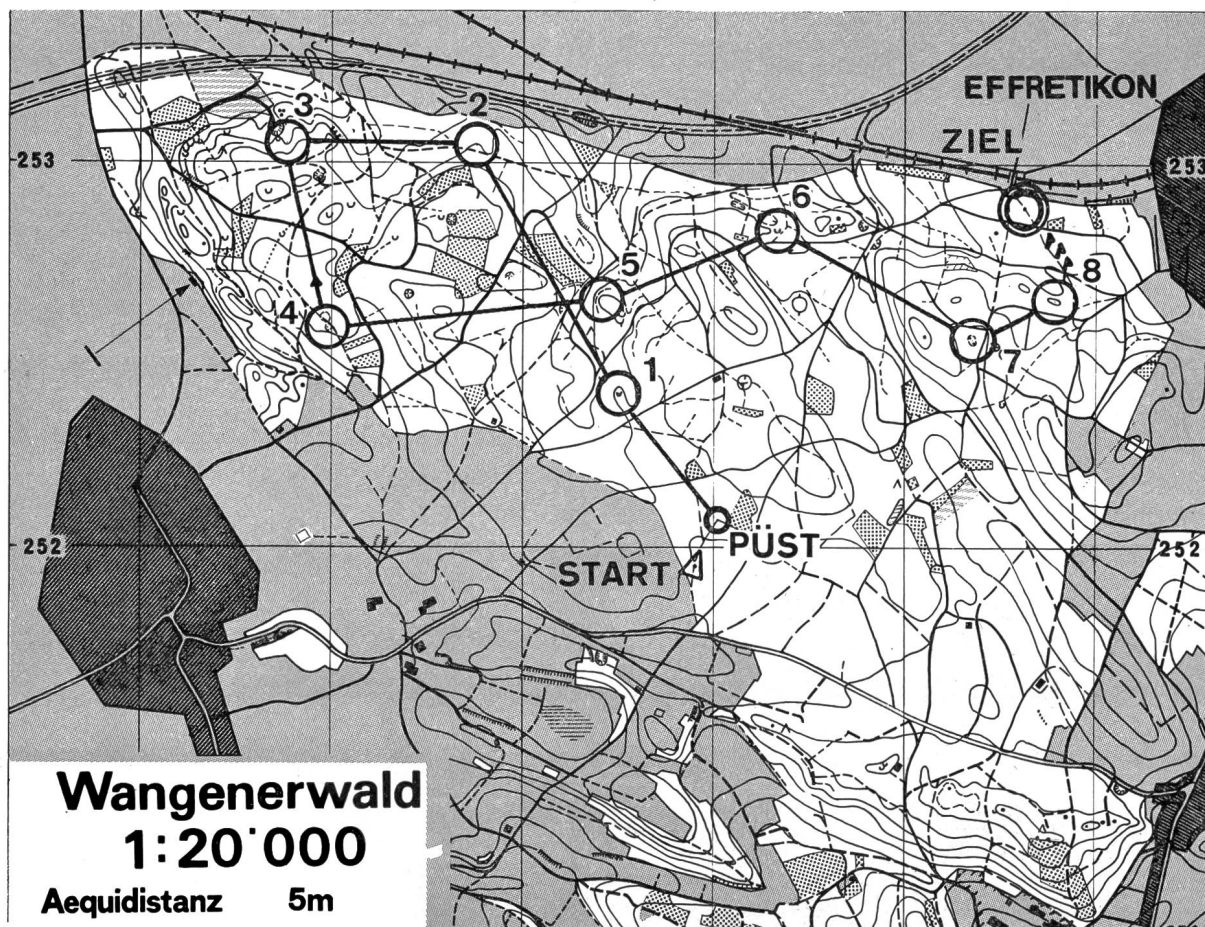 EFFRETIKON
ZIEL
3
2
253
253
6
5
8
4
7
1
PÜST
START
252
252
Wangenerwald
1:20'000
Aequidistanz 5m